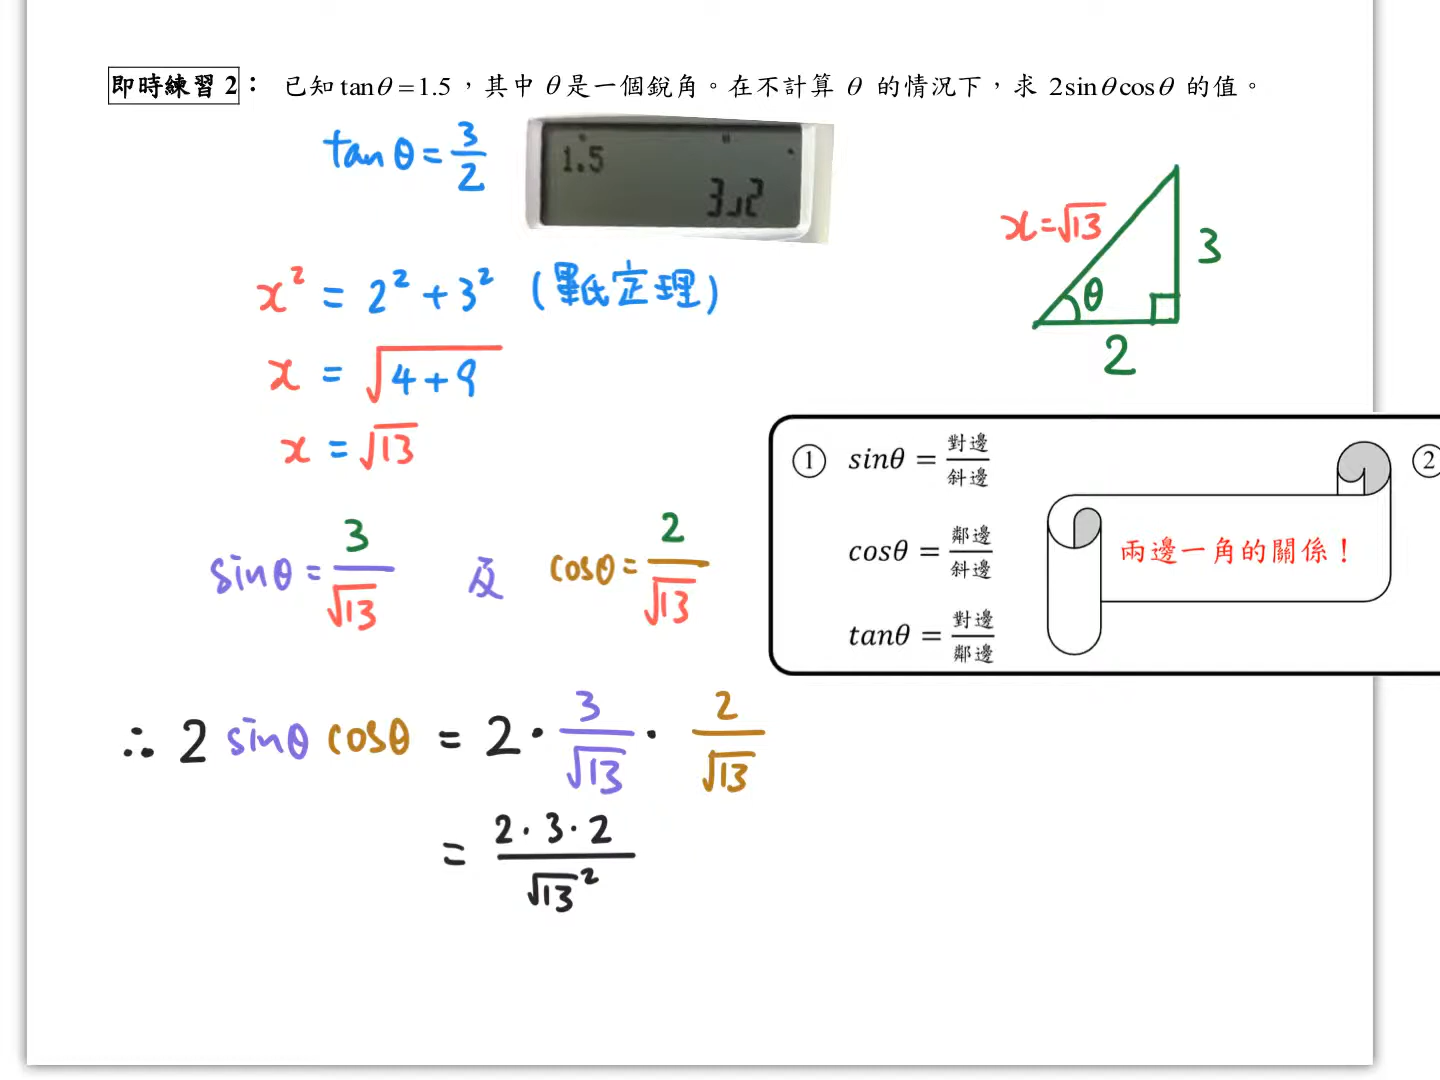 即時練習 2： 已知 tanθ=1.5，其中 θ 是一個銳角。在不計算 θ 的情況下，求 2sinθcosθ 的值。
tan θ = 3/2
1.5
3⌟2
x = √13
3
θ
2
x² = 2² + 3² (畢氏定理)
x = √(4+9)
x = √13
① sinθ = 對邊/斜邊
cosθ = 鄰邊/斜邊
tanθ = 對邊/鄰邊
兩邊一角的關係！
②
sinθ = 3/√13 及 cosθ = 2/√13
∴ 2 sinθ cosθ = 2 · 3/√13 · 2/√13
= 2·3·2/√13²